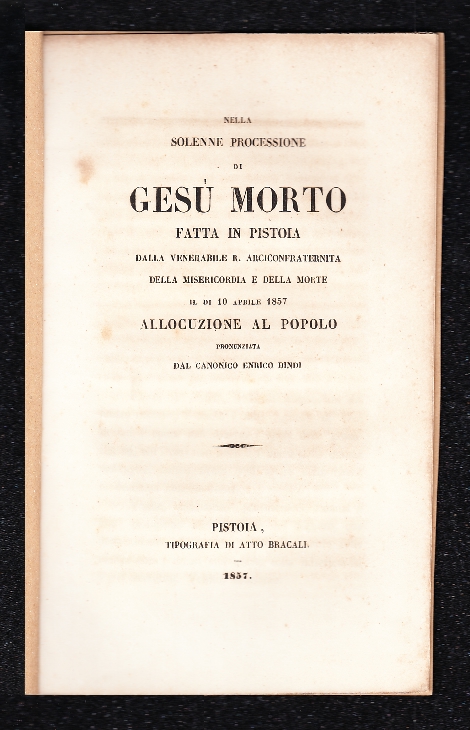 NELLA
SOLENNE PROCESSIONE
DI
GESÙ MORTO
FATTA IN PISTOIA
DALLA VENERABILE R. ARCICONFRATERNITA
DELLA MISERICORDIA E DELLA MORTE
IL DI 10 APRILE 1857
ALLOCUZIONE AL POPOLO
PRONUNZIATA
DAL CANONICO ENRICO BINDI
PISTOIA,
TIPOGRAFIA DI ATTO BRACALI.
1857.